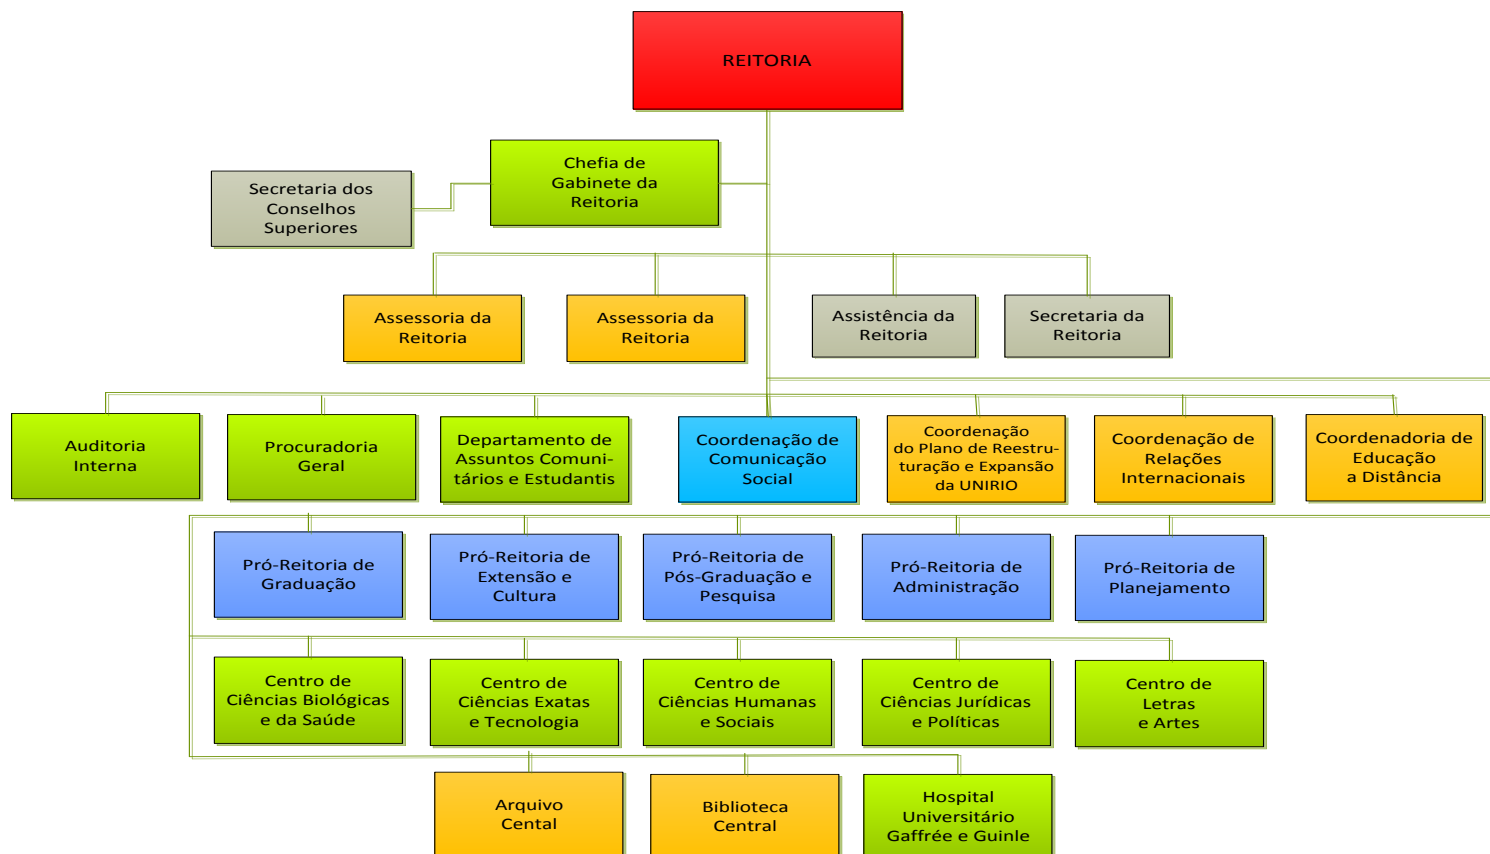 REITORIA
Chefia de
Gabinete da
Reitoria
Secretaria dos
Conselhos
Superiores
Assessoria da
Reitoria
Assessoria da
Reitoria
Assistência da
Reitoria
Secretaria da
Reitoria
Auditoria
Interna
Procuradoria
Geral
Departamento de
Assuntos Comuni-
tários e Estudantis
Coordenação de
Comunicação
Social
Coordenação
do Plano de Reestru-
turação e Expansão
da UNIRIO
Coordenação de
Relações
Internacionais
Coordenadoria de
Educação
a Distância
Pró-Reitoria de
Graduação
Pró-Reitoria de
Extensão e
Cultura
Pró-Reitoria de
Pós-Graduação e
Pesquisa
Pró-Reitoria de
Administração
Pró-Reitoria de
Planejamento
Centro de
Ciências Biológicas
e da Saúde
Centro de
Ciências Exatas
e Tecnologia
Centro de
Ciências Humanas
e Sociais
Centro de
Ciências Jurídicas
e Políticas
Centro de
Letras
e Artes
Arquivo
Cental
Biblioteca
Central
Hospital
Universitário
Gaffrée e Guinle